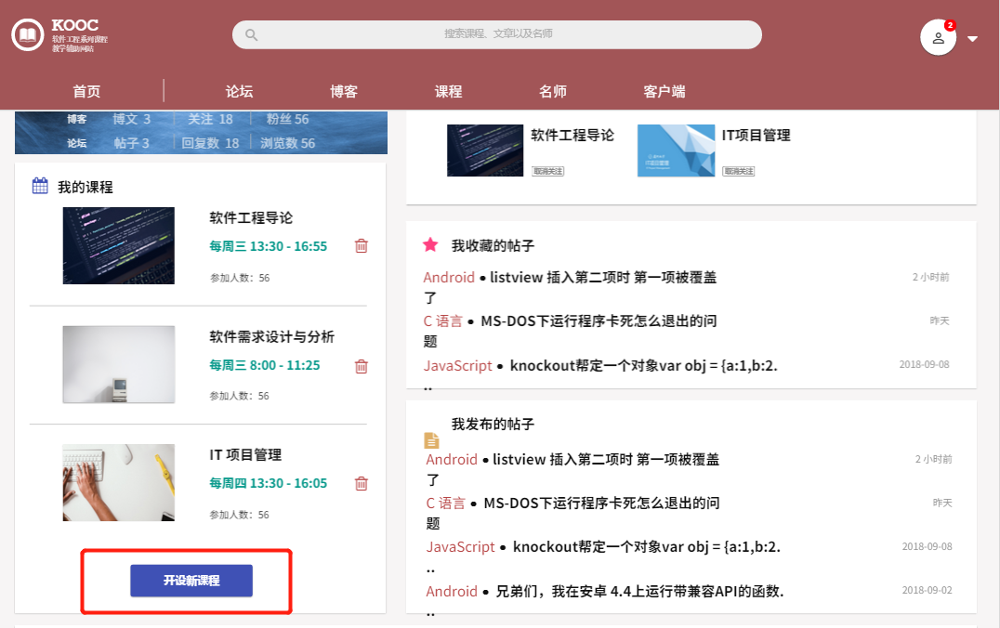 KOOC
软件工程系列课程
教学辅助网站
搜索课程、文章以及名师
2
首页
论坛
博客
课程
名师
客户端
博客 博文 3 关注 18 粉丝 56
论坛 帖子 3 回复数 18 浏览数 56
我的课程
软件工程导论
每周三 13:30 - 16:55
参加人数：56
软件需求设计与分析
每周三 8:00 - 11:25
参加人数：56
IT 项目管理
每周四 13:30 - 16:05
参加人数：56
开设新课程
软件工程导论
取消关注
IT项目管理
取消关注
我收藏的帖子
Android ● listview 插入第二项时 第一项被覆盖 2 小时前
了
C 语言 ● MS-DOS下运行程序卡死怎么退出的问 昨天
题
JavaScript ● knockout帮定一个对象var obj = {a:1,b:2. 2018-09-08
..
我发布的帖子
Android ● listview 插入第二项时 第一项被覆盖 2 小时前
了
C 语言 ● MS-DOS下运行程序卡死怎么退出的问 昨天
题
JavaScript ● knockout帮定一个对象var obj = {a:1,b:2. 2018-09-08
..
Android ● 兄弟们，我在安卓 4.4上运行带兼容API的函数. 2018-09-02
..